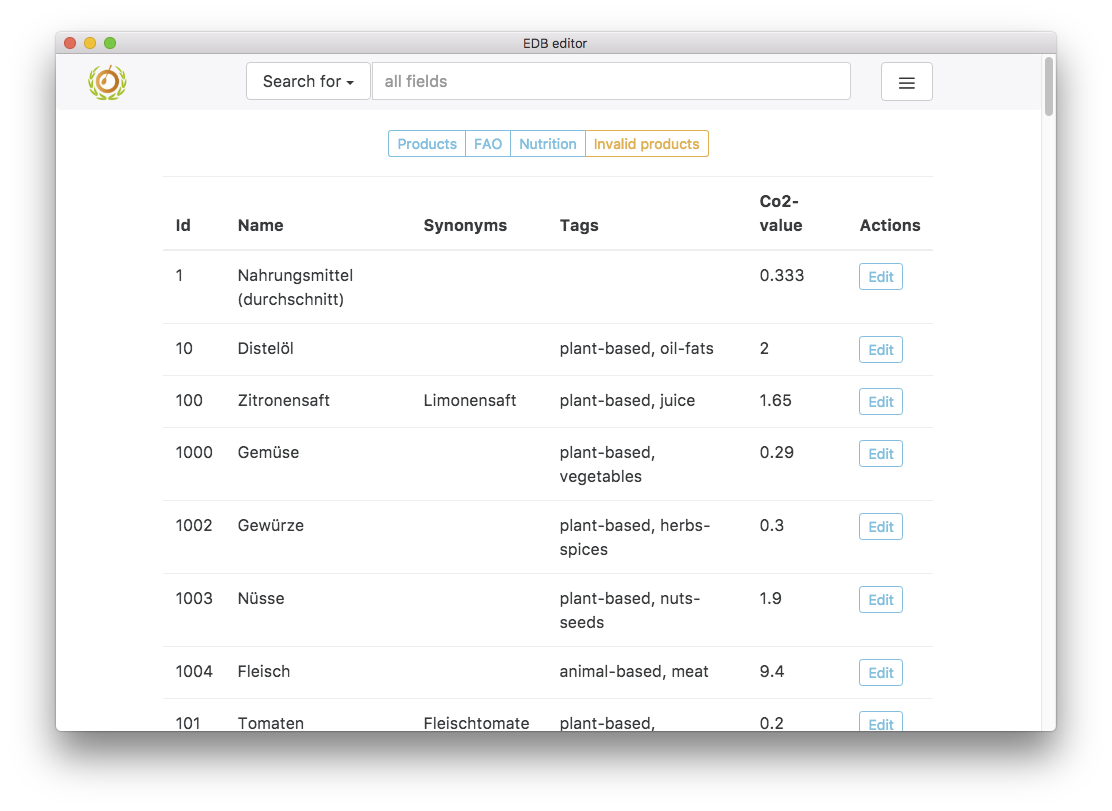 EDB editor
Search for all fields
Products FAO Nutrition Invalid products
Id Name Synonyms Tags Co2-value Actions
1 Nahrungsmittel (durchschnitt) 0.333 Edit
10 Distelöl plant-based, oil-fats 2 Edit
100 Zitronensaft Limonensaft plant-based, juice 1.65 Edit
1000 Gemüse plant-based, vegetables 0.29 Edit
1002 Gewürze plant-based, herbs-spices 0.3 Edit
1003 Nüsse plant-based, nuts-seeds 1.9 Edit
1004 Fleisch animal-based, meat 9.4 Edit
101 Tomaten Fleischtomate plant-based, 0.2 Edit